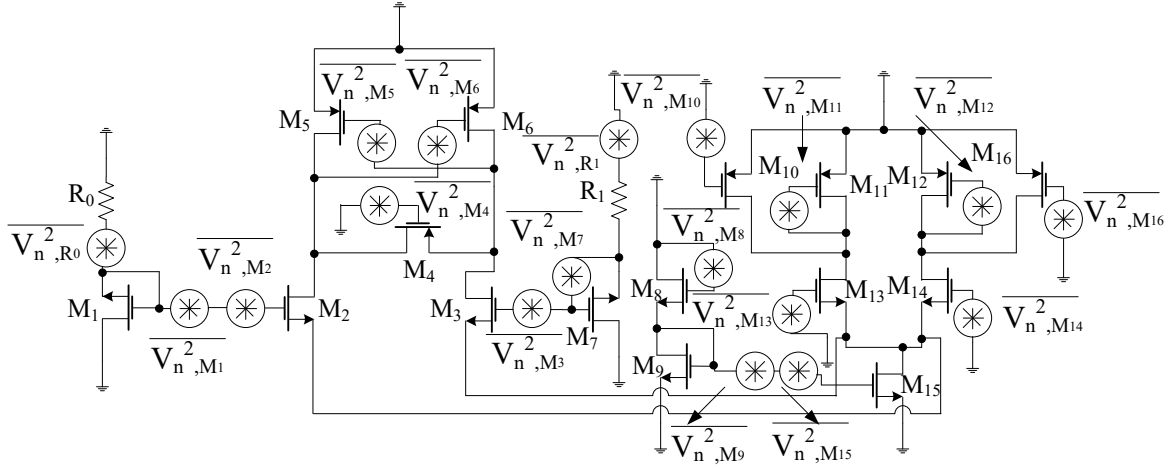 V_n^2,M5
V_n^2,M6
M5
M6
V_n^2,M10
V_n^2,M11
V_n^2,M12
V_n^2,R1
M10
M11
M12
M16
R0
V_n^2,M4
R1
V_n^2,M16
V_n^2,R0
V_n^2,M2
V_n^2,M7
V_n^2,M8
M4
M1
M2
M3
M7
M8
V_n^2,M13
M13
M14
V_n^2,M14
V_n^2,M1
V_n^2,M3
M9
M15
V_n^2,M9
V_n^2,M15